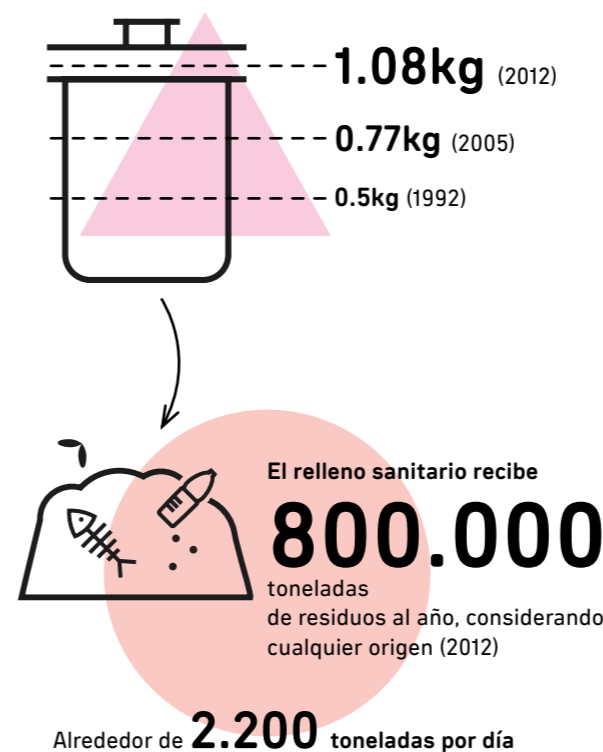 1.08kg (2012)
0.77kg (2005)
0.5kg (1992)
El relleno sanitario recibe
800.000
toneladas
de residuos al año, considerando
cualquier origen (2012)
Alrededor de 2.200 toneladas por día